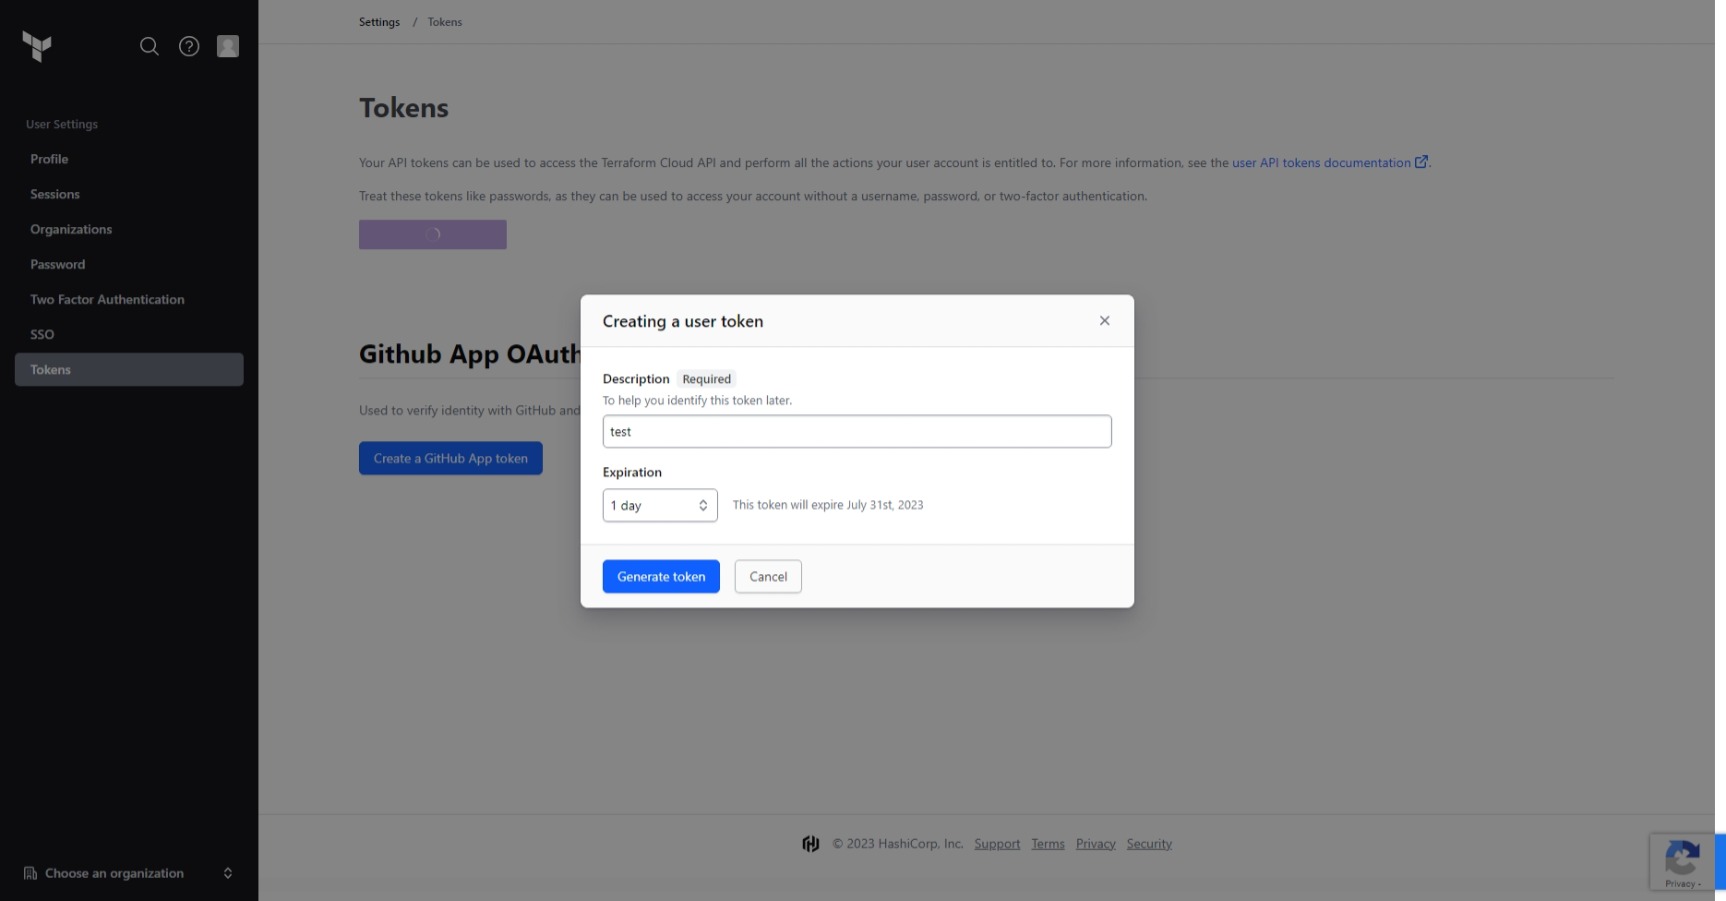 Settings / Tokens
User Settings
Profile
Sessions
Organizations
Password
Two Factor Authentication
SSO
Tokens
Choose an organization
Tokens
Your API tokens can be used to access the Terraform Cloud API and perform all the actions your user account is entitled to. For more information, see the user API tokens documentation.
Treat these tokens like passwords, as they can be used to access your account without a username, password, or two-factor authentication.
Github App OAuth
Used to verify identity with GitHub and
Create a GitHub App token
Creating a user token
Description Required
To help you identify this token later.
test
Expiration
1 day This token will expire July 31st, 2023
Generate token Cancel
© 2023 HashiCorp, Inc. Support Terms Privacy Security
Privacy -